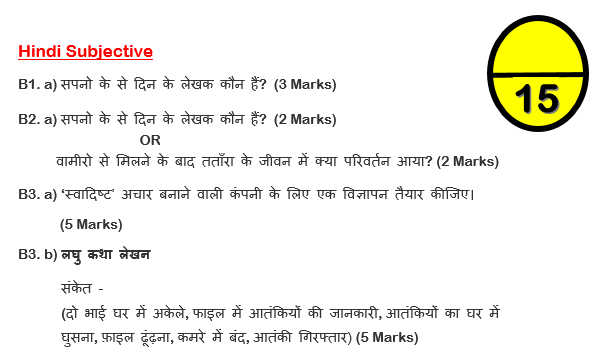 Hindi Subjective
15
B1. a) सपनो के से दिन के लेखक कौन हैं? (3 Marks)
B2. a) सपनो के से दिन के लेखक कौन हैं? (2 Marks)
OR
वामीरो से मिलने के बाद तताँरा के जीवन में क्या परिवर्तन आया? (2 Marks)
B3. a) ‘स्वादिष्ट’ अचार बनाने वाली कंपनी के लिए एक विज्ञापन तैयार कीजिए।
(5 Marks)
B3. b) लघु कथा लेखन
संकेत -
(दो भाई घर में अकेले, फाइल में आतंकियों की जानकारी, आतंकियों का घर में
घुसना, फ़ाइल ढूंढ़ना, कमरे में बंद, आतंकी गिरफ्तार) (5 Marks)